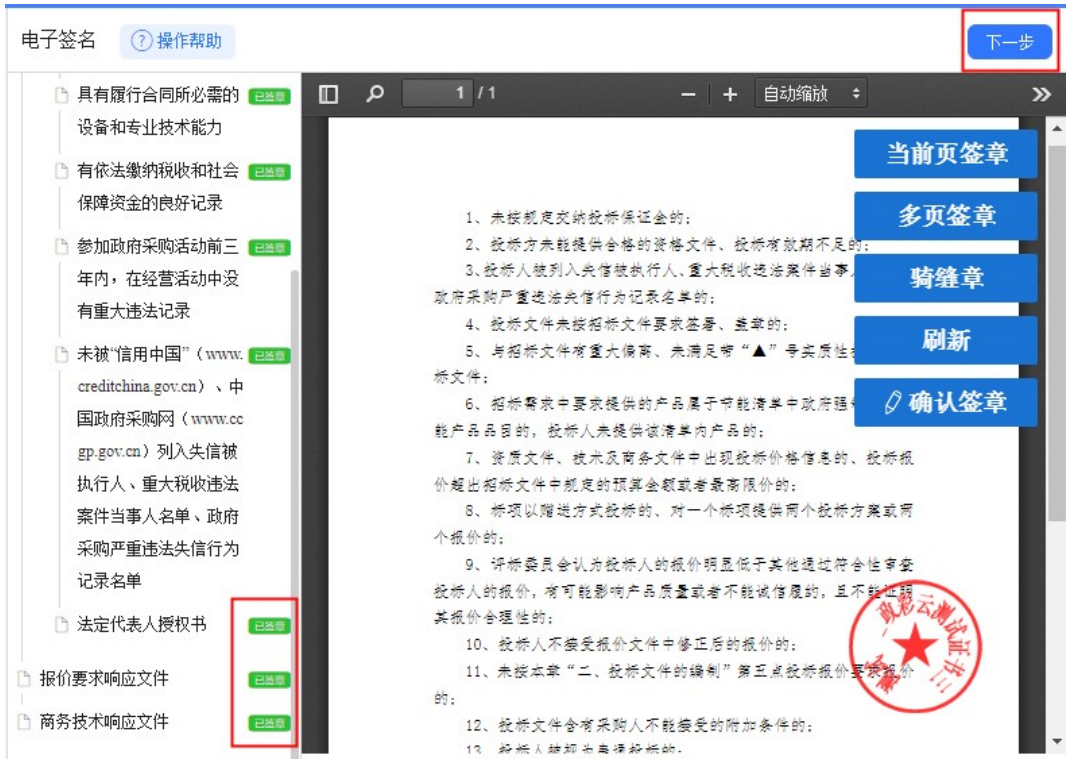 电子签名
操作帮助
下一步
具有履行合同所必需的 已签章
设备和专业技术能力
有依法缴纳税收和社会 已签章
保障资金的良好记录
参加政府采购活动前三 已签章
年内，在经营活动中没
有重大违法记录
未被“信用中国”（www. 已签章
creditchina.gov.cn）、中
国政府采购网（www.cc
gp.gov.cn）列入失信被
执行人、重大税收违法
案件当事人名单、政府
采购严重违法失信行为
记录名单
法定代表人授权书 已签章
报价要求响应文件 已签章
商务技术响应文件 已签章
1 / 1
自动缩放
当前页签章
多页签章
骑缝章
刷新
确认签章
1、未按规定交纳投标保证金的；
2、投标方未能提供合格的资格文件、投标有效期不足的；
3、投标人被列入失信被执行人、重大税收违法案件当事人
政府采购严重违法失信行为记录名单的；
4、投标文件未按招标文件要求签署、盖章的；
5、与招标文件有重大偏离、未满足带“▲”号实质性
标文件；
6、招标需求中要求提供的产品属于节能清单中政府强
能产品品目的，投标人未提供该清单内产品的；
7、资质文件、技术及商务文件中出现投标价格信息的、投标报
价超出招标文件中规定的预算金额或者最高限价的；
8、标项以赠送方式投标的、对一个标项提供两个投标方案或两
个报价的；
9、评标委员会认为投标人的报价明显低于其他通过符合性审查
投标人的报价，有可能影响产品质量或者不能诚信履约，且不能证明
其报价合理性的；
10、投标人不接受报价文件中修正后的报价的；
11、未按本章“二、投标文件的编制”第五点投标报价要求报价
的；
12、投标文件含有采购人不能接受的附加条件的；
13、投标人被视为串通投标的；
政彩云测试证书